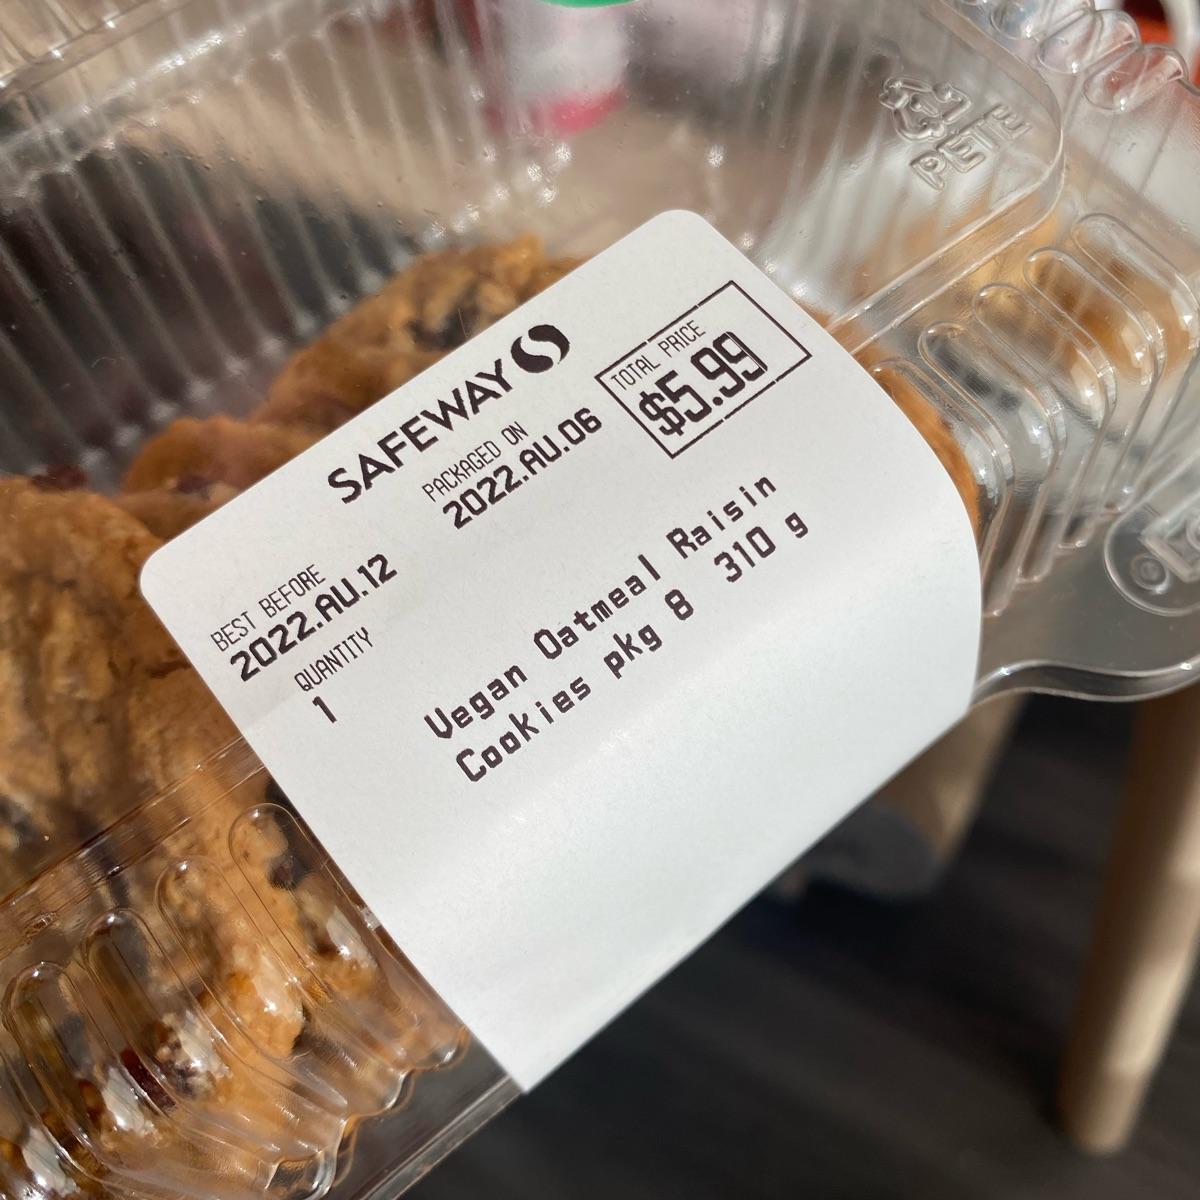 PETE
SAFEWAY
TOTAL PRICE
$5.99
PACKAGED ON
2022.AU.06
BEST BEFORE
2022.AU.12
QUANTITY
1
Vegan Oatmeal Raisin
Cookies pkg 8 310 g